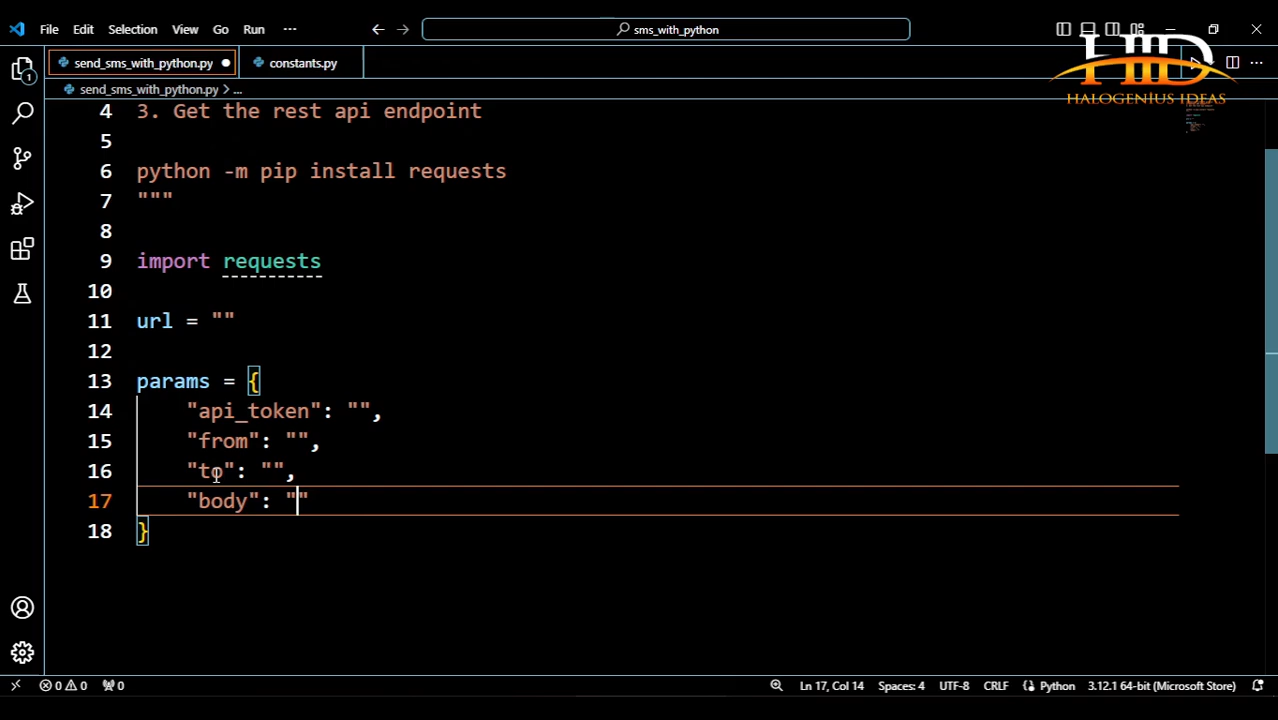 File Edit Selection View Go Run ... sms_with_python
send_sms_with_python.py constants.py
HIID
HALOGENIUS IDEAS
send_sms_with_python.py > ...
4 3. Get the rest api endpoint
5
6 python -m pip install requests
7 """
8
9 import requests
10
11 url = ""
12
13 params = {
14 "api_token": "",
15 "from": "",
16 "to": "",
17 "body": ""
18 }
1
0 0 0 Ln 17, Col 14 Spaces: 4 UTF-8 CRLF Python 3.12.1 64-bit (Microsoft Store)